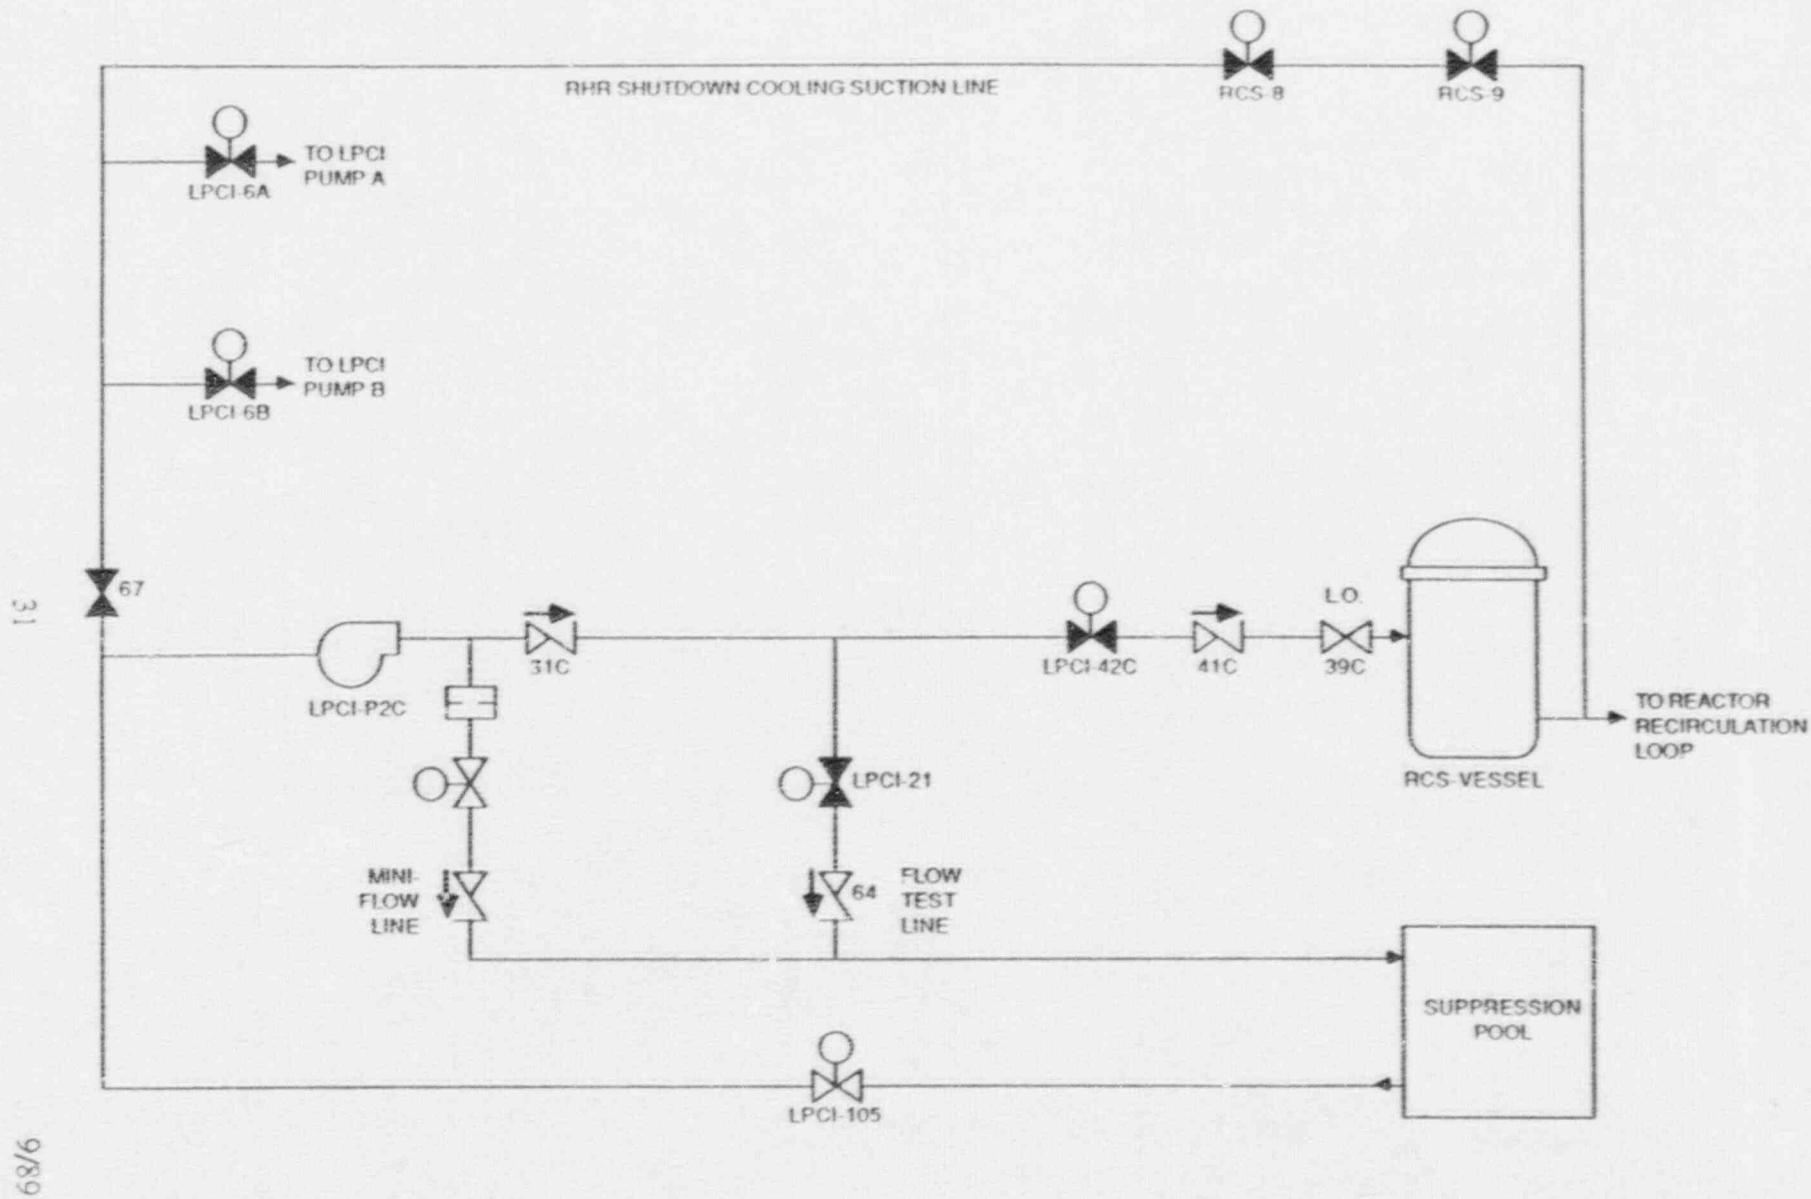 RCS-8
RCS-9
RHR SHUTDOWN COOLING SUCTION LINE
TO LPCI
PUMP A
LPCI-6A
TO LPCI
PUMP B
LPCI-6B
67
31
L.O.
31C
LPCI-42C
41C
39C
LPCI-P2C
TO REACTOR
RECIRCULATION
LOOP
LPCI-21
RCS-VESSEL
MINI-
FLOW
LINE
64
FLOW
TEST
LINE
SUPPRESSION
POOL
LPCI-105
9/89